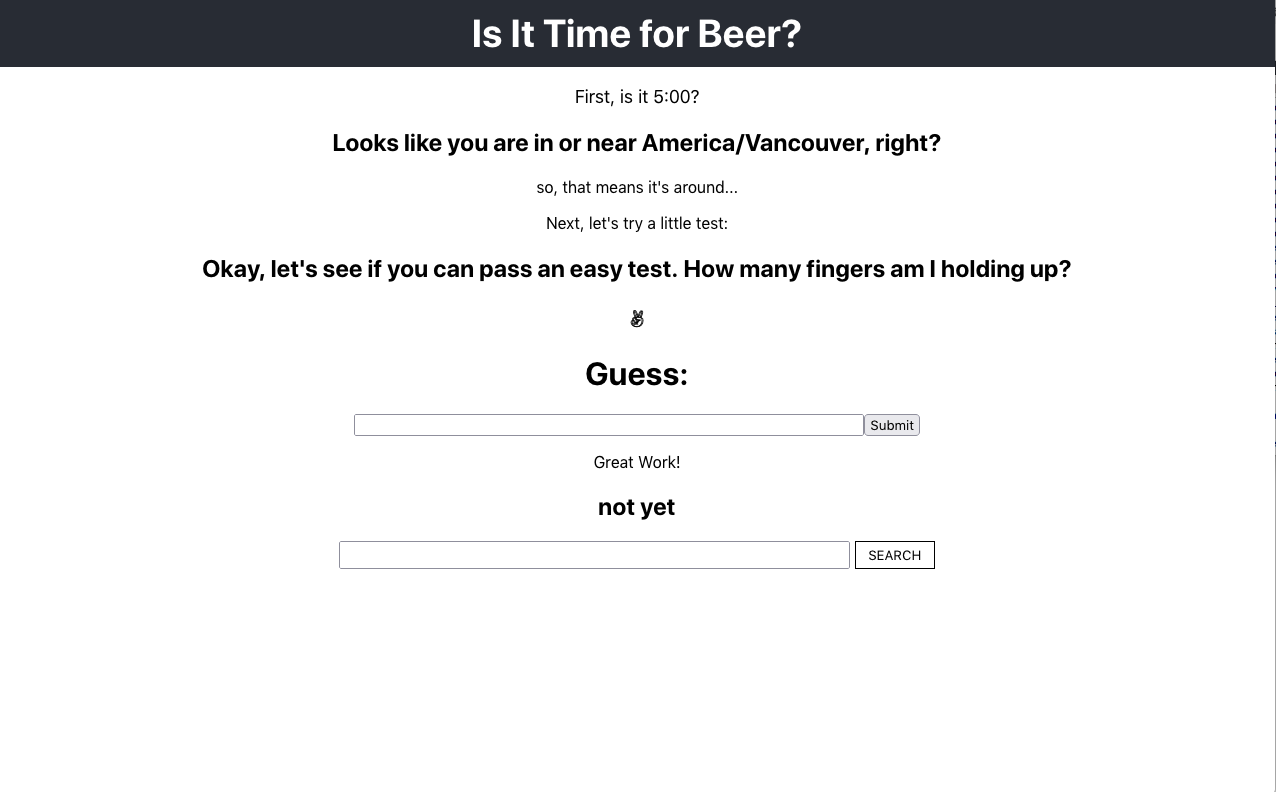 Is It Time for Beer?
First, is it 5:00?
Looks like you are in or near America/Vancouver, right?
so, that means it's around...
Next, let's try a little test:
Okay, let's see if you can pass an easy test. How many fingers am I holding up?
✌
Guess:
Submit
Great Work!
not yet
SEARCH